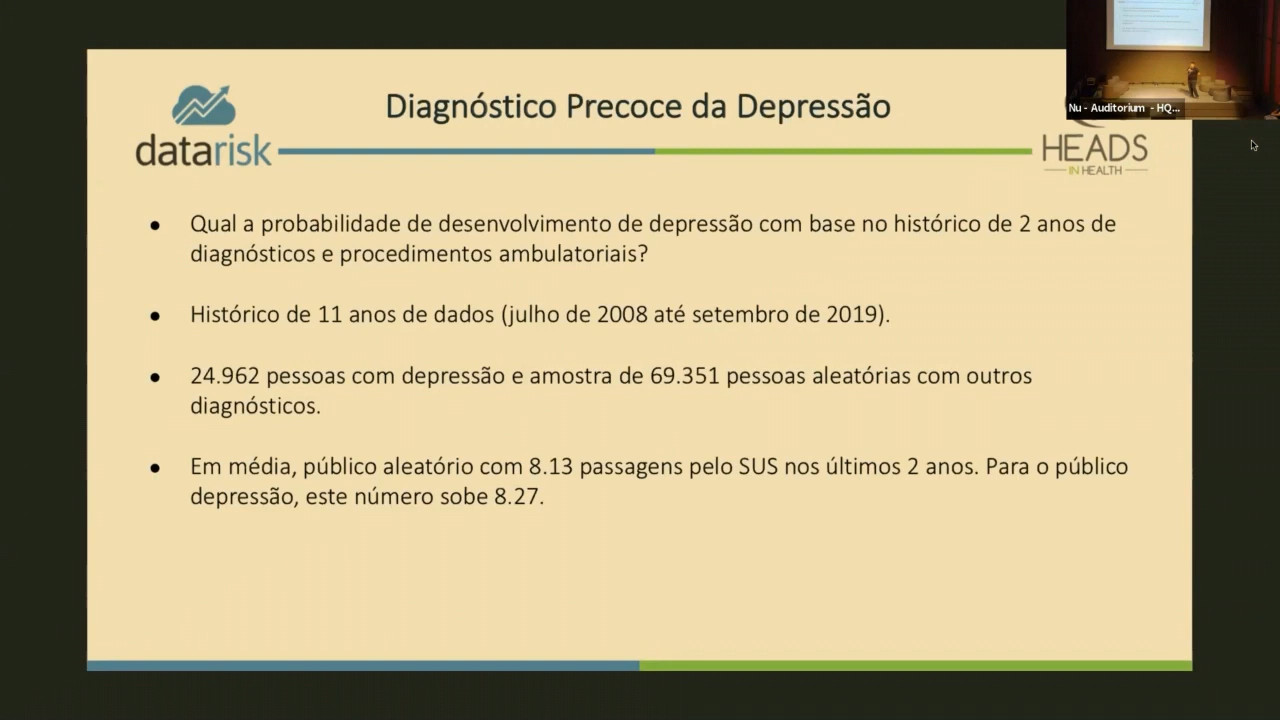 Nu - Auditorium - HQ...
Diagnóstico Precoce da Depressão
datarisk
HEADS
IN HEALTH
● Qual a probabilidade de desenvolvimento de depressão com base no histórico de 2 anos de
diagnósticos e procedimentos ambulatoriais?
● Histórico de 11 anos de dados (julho de 2008 até setembro de 2019).
● 24.962 pessoas com depressão e amostra de 69.351 pessoas aleatórias com outros
diagnósticos.
● Em média, público aleatório com 8.13 passagens pelo SUS nos últimos 2 anos. Para o público
depressão, este número sobe 8.27.